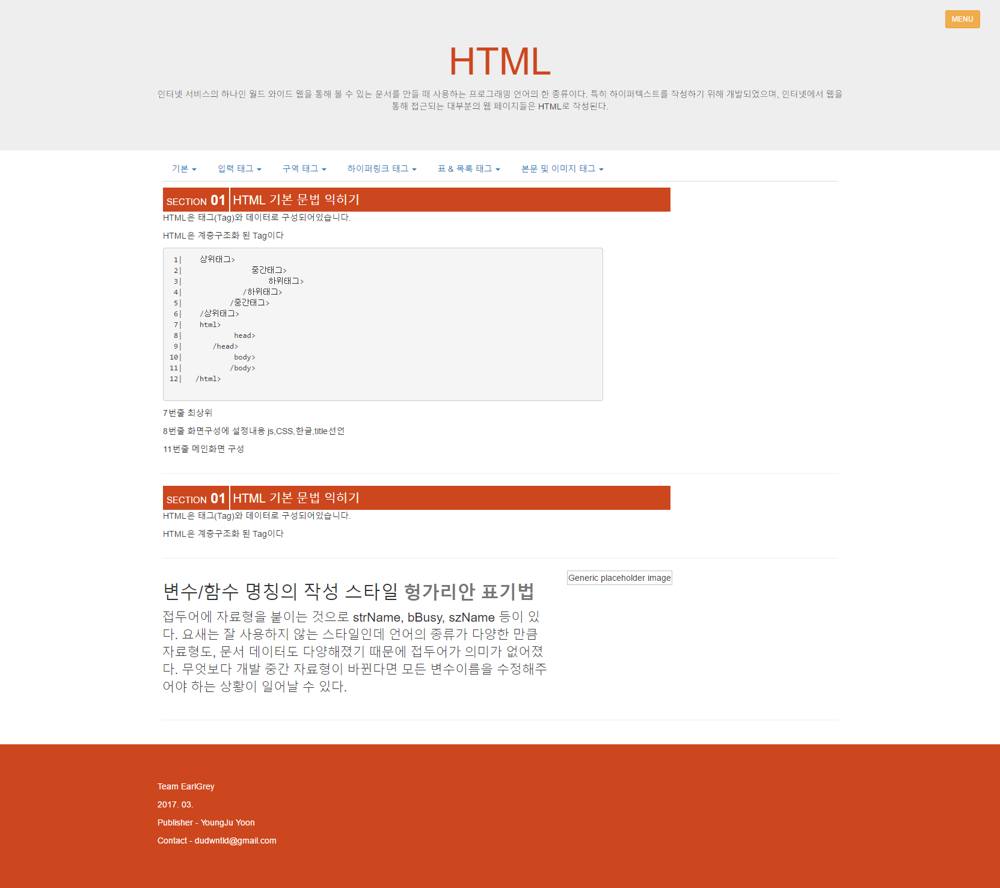 MENU
HTML
인터넷 서비스의 하나인 월드 와이드 웹을 통해 볼 수 있는 문서를 만들 때 사용하는 프로그래밍 언어의 한 종류이다. 특히 하이퍼텍스트를 작성하기 위해 개발되었으며, 인터넷에서 웹을
통해 접근되는 대부분의 웹 페이지들은 HTML로 작성된다.
기본 입력 태그 구역 태그 하이퍼링크 태그 표 & 목록 태그 본문 및 이미지 태그
SECTION 01 HTML 기본 문법 익히기
HTML은 태그(Tag)와 데이터로 구성되어있습니다.
HTML은 계층구조화 된 Tag이다
1| 상위태그>
2| 중간태그>
3| 하위태그>
4| /하위태그>
5| /중간태그>
6| /상위태그>
7| html>
8| head>
9| /head>
10| body>
11| /body>
12| /html>
7번줄 최상위
8번줄 화면구성에 설정내용 js,CSS,한글,title선언
11번줄 메인화면 구성
SECTION 01 HTML 기본 문법 익히기
HTML은 태그(Tag)와 데이터로 구성되어있습니다.
HTML은 계층구조화 된 Tag이다
변수/함수 명칭의 작성 스타일 헝가리안 표기법
Generic placeholder image
접두어에 자료형을 붙이는 것으로 strName, bBusy, szName 등이 있
다. 요새는 잘 사용하지 않는 스타일인데 언어의 종류가 다양한 만큼
자료형도, 문서 데이터도 다양해졌기 때문에 접두어가 의미가 없어졌
다. 무엇보다 개발 중간 자료형이 바뀐다면 모든 변수이름을 수정해주
어야 하는 상황이 일어날 수 있다.
Team EarlGrey
2017. 03.
Publisher - YoungJu Yoon
Contact - dudwntld@gmail.com